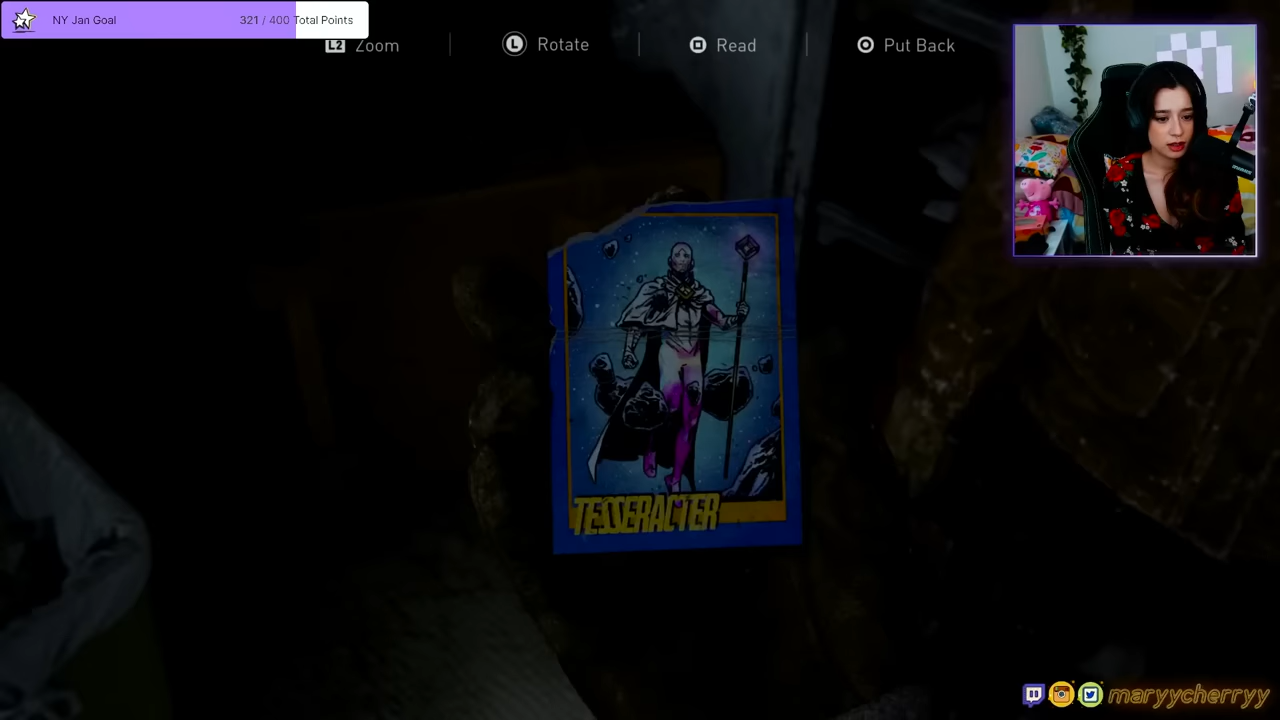 NY Jan Goal 321 / 400 Total Points
L2 Zoom L Rotate Read Put Back
TESSERACTER
maryycherryy